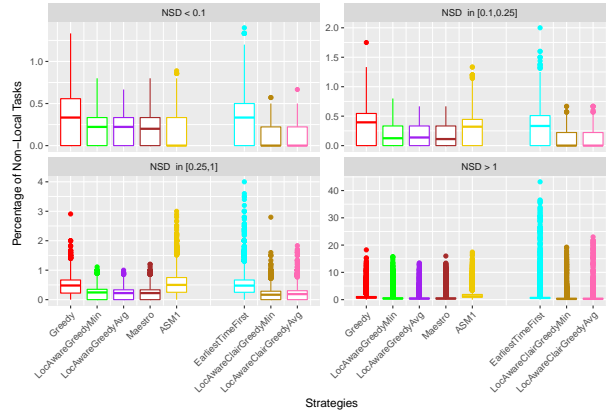 NSD < 0.1
NSD in [0.1,0.25]
1.0
0.5
0.0
2.0
1.5
1.0
0.5
0.0
Percentage of Non−Local Tasks
NSD in [0.25,1]
NSD > 1
4
3
2
1
0
40
30
20
10
0
Greedy
LocAwareGreedyMin
LocAwareGreedyAvg
Maestro
ASM1
EarliestTimeFirst
LocAwareClairGreedyMin
LocAwareClairGreedyAvg
Greedy
LocAwareGreedyMin
LocAwareGreedyAvg
Maestro
ASM1
EarliestTimeFirst
LocAwareClairGreedyMin
LocAwareClairGreedyAvg
Strategies